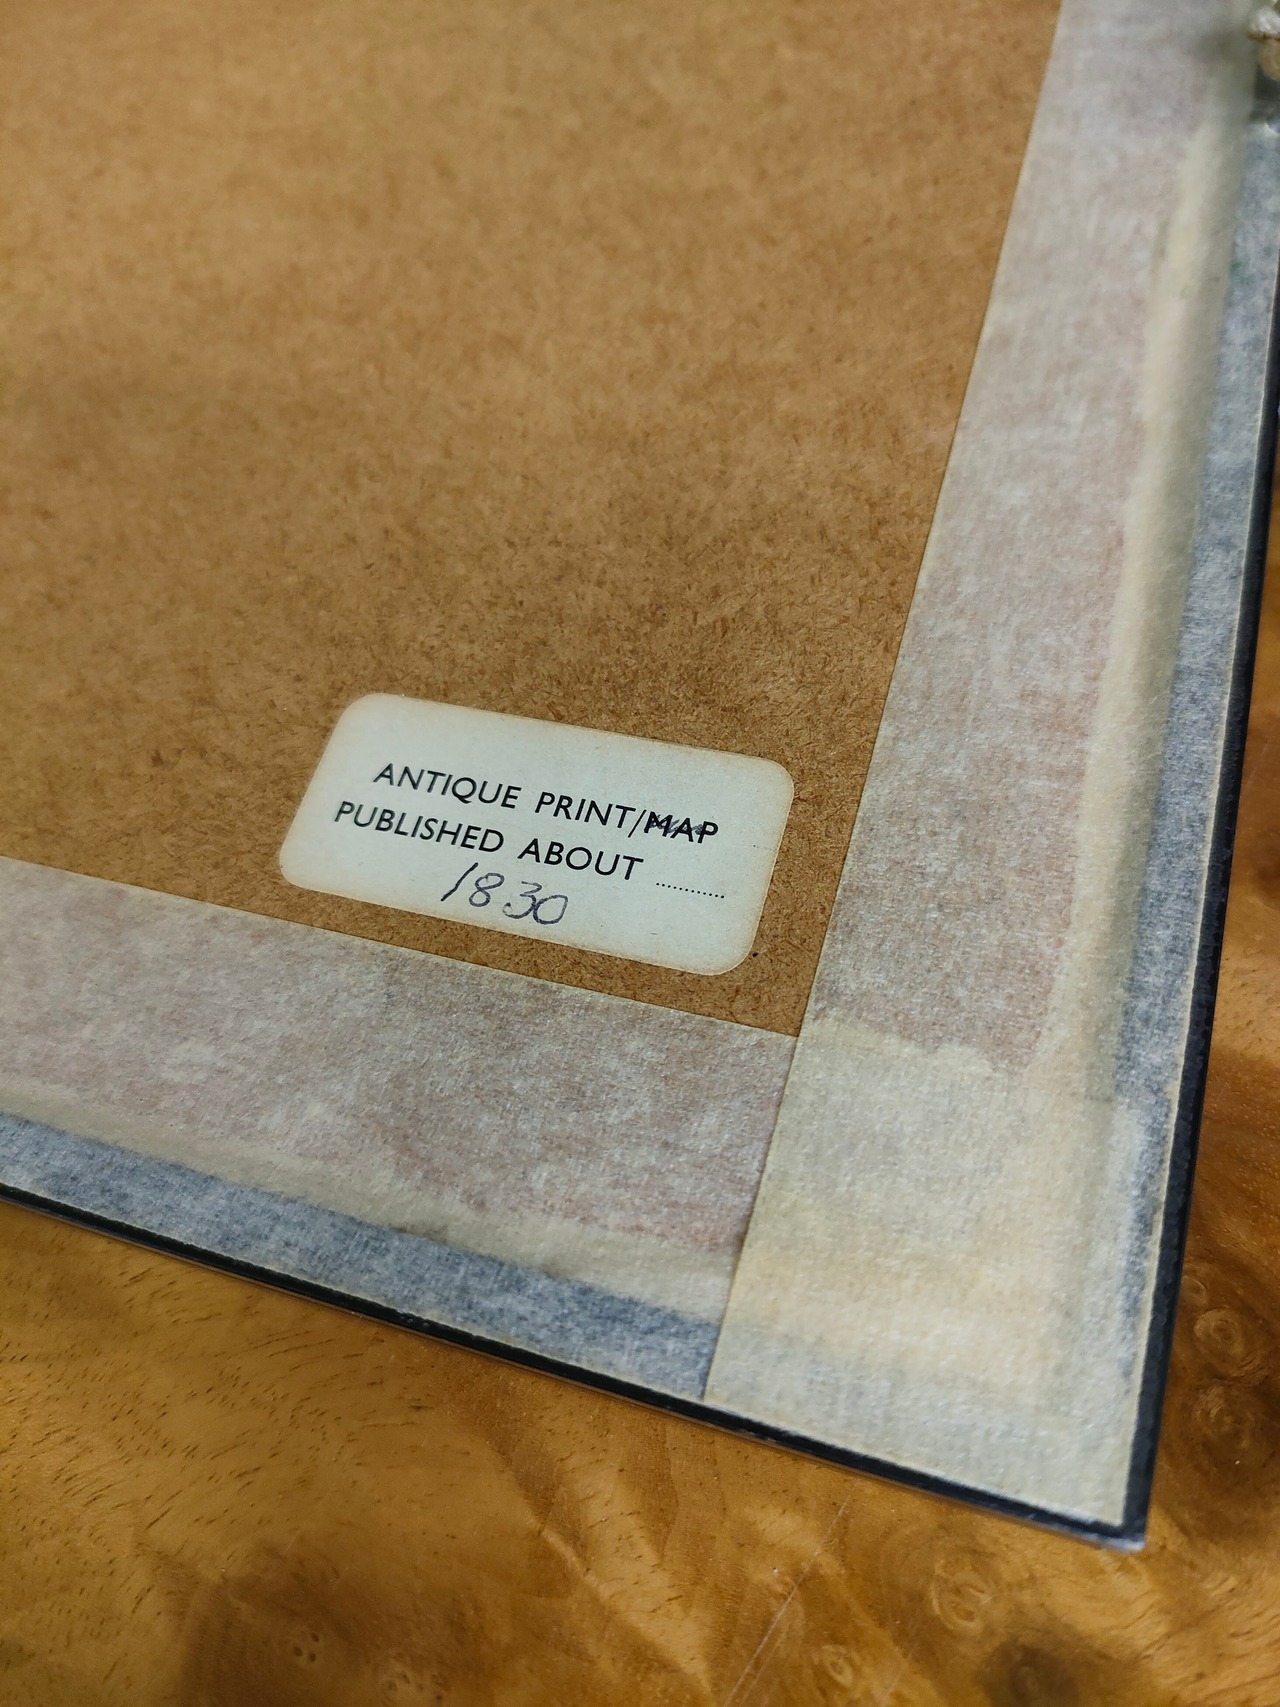 ANTIQUE PRINT/MAP
PUBLISHED ABOUT ............
1830